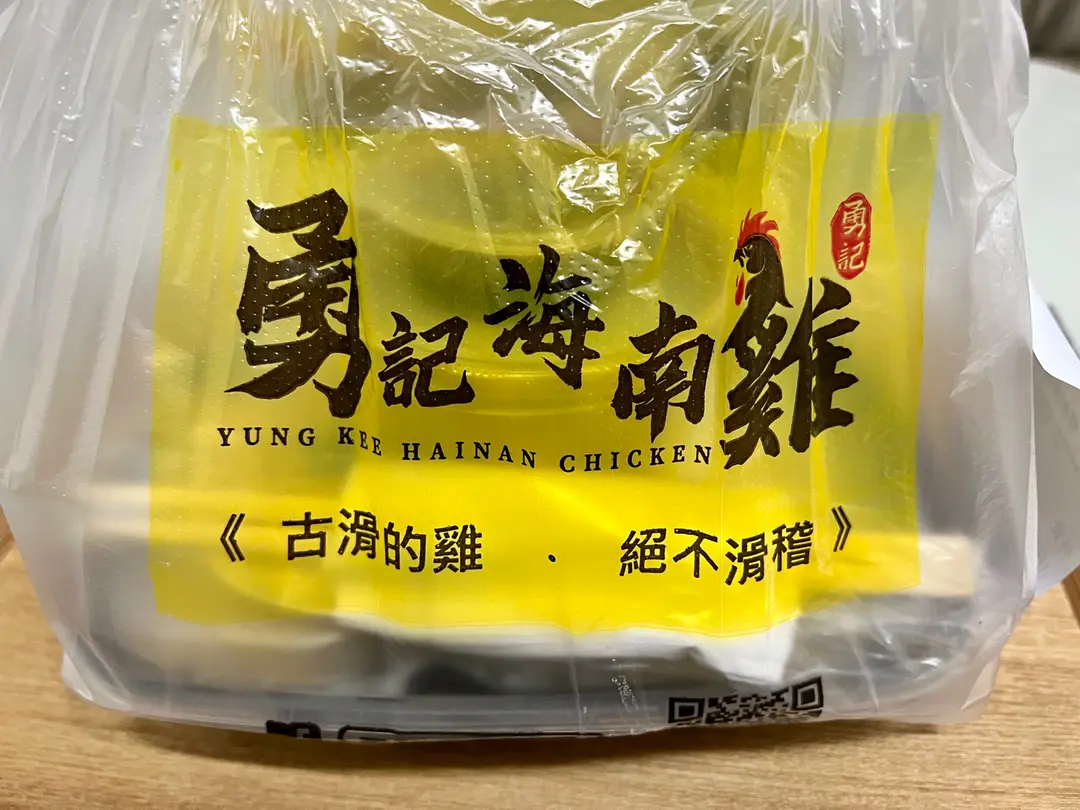 勇記海南雞
勇記
YUNG KEE HAINAN CHICKEN
《 古滑的雞 . 絕不滑稽 》